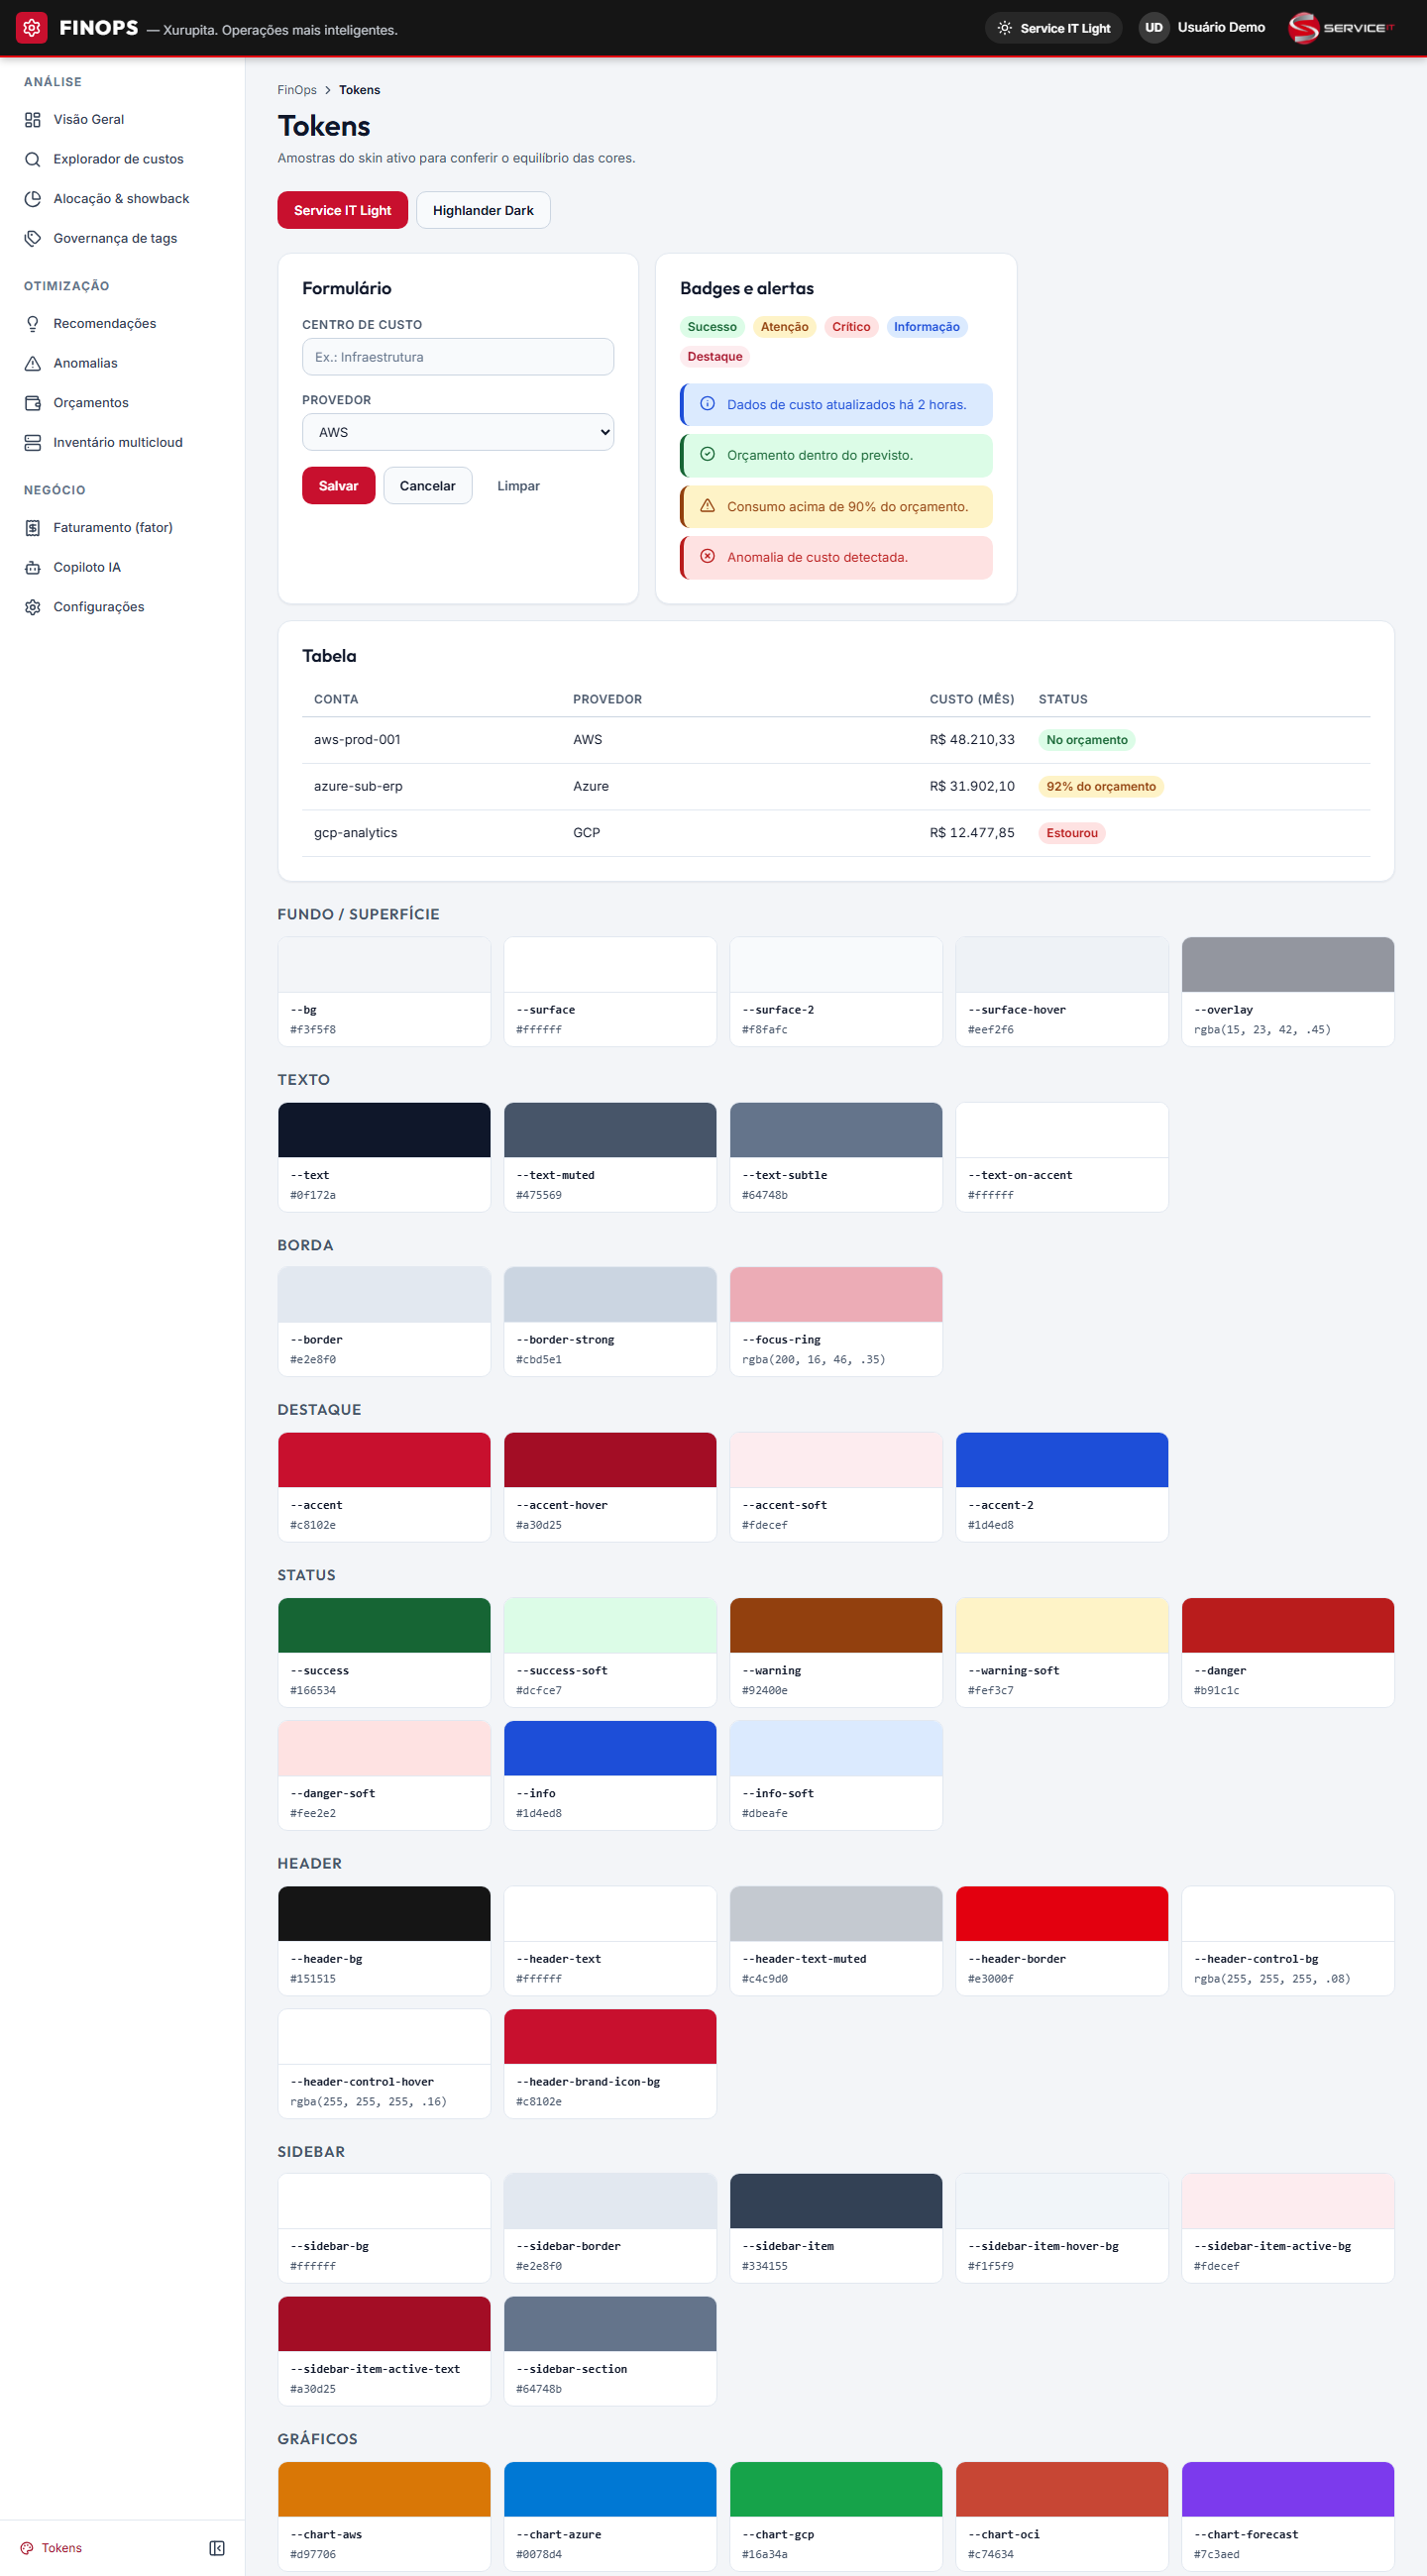 FINOPS — Xurupita. Operações mais inteligentes.
Service IT Light
UD Usuário Demo
SERVICE IT
ANÁLISE
Visão Geral
Explorador de custos
Alocação & showback
Governança de tags
OTIMIZAÇÃO
Recomendações
Anomalias
Orçamentos
Inventário multicloud
NEGÓCIO
Faturamento (fator)
Copiloto IA
Configurações
Tokens
FinOps > Tokens
Tokens
Amostras do skin ativo para conferir o equilíbrio das cores.
Service IT Light Highlander Dark
Formulário
CENTRO DE CUSTO
Ex.: Infraestrutura
PROVEDOR
AWS
Salvar Cancelar Limpar
Badges e alertas
Sucesso Atenção Crítico Informação
Destaque
Dados de custo atualizados há 2 horas.
Orçamento dentro do previsto.
Consumo acima de 90% do orçamento.
Anomalia de custo detectada.
Tabela
CONTA PROVEDOR CUSTO (MÊS) STATUS
aws-prod-001 AWS R$ 48.210,33 No orçamento
azure-sub-erp Azure R$ 31.902,10 92% do orçamento
gcp-analytics GCP R$ 12.477,85 Estourou
FUNDO / SUPERFÍCIE
--bg --surface --surface-2 --surface-hover --overlay
#f3f5f8 #ffffff #f8fafc #eef2f6 rgba(15, 23, 42, .45)
TEXTO
--text --text-muted --text-subtle --text-on-accent
#0f172a #475569 #64748b #ffffff
BORDA
--border --border-strong --focus-ring
#e2e8f0 #cbd5e1 rgba(200, 16, 46, .35)
DESTAQUE
--accent --accent-hover --accent-soft --accent-2
#c8102e #a30d25 #fdecef #1d4ed8
STATUS
--success --success-soft --warning --warning-soft --danger
#166534 #dcfce7 #92400e #fef3c7 #b91c1c
--danger-soft --info --info-soft
#fee2e2 #1d4ed8 #dbeafe
HEADER
--header-bg --header-text --header-text-muted --header-border --header-control-bg
#151515 #ffffff #c4c9d0 #e3000f rgba(255, 255, 255, .08)
--header-control-hover --header-brand-icon-bg
rgba(255, 255, 255, .16) #c8102e
SIDEBAR
--sidebar-bg --sidebar-border --sidebar-item --sidebar-item-hover-bg --sidebar-item-active-bg
#ffffff #e2e8f0 #334155 #f1f5f9 #fdecef
--sidebar-item-active-text --sidebar-section
#a30d25 #64748b
GRÁFICOS
--chart-aws --chart-azure --chart-gcp --chart-oci --chart-forecast
#d97706 #0078d4 #16a34a #c74634 #7c3aed